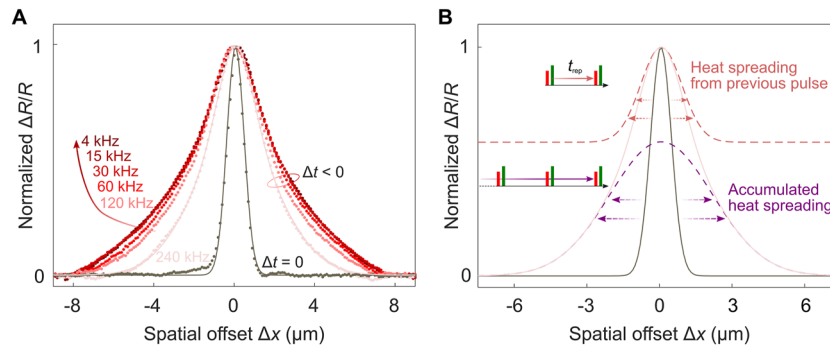 A
Normalized ΔR/R
1
0
4 kHz
15 kHz
30 kHz
60 kHz
120 kHz
240 kHz
Δt < 0
Δt = 0
-8
-4
0
4
8
Spatial offset Δx (μm)
B
Normalized ΔR/R
1
0
t_rep
Heat spreading
from previous pulse
Accumulated
heat spreading
-6
-3
0
3
6
Spatial offset Δx (μm)